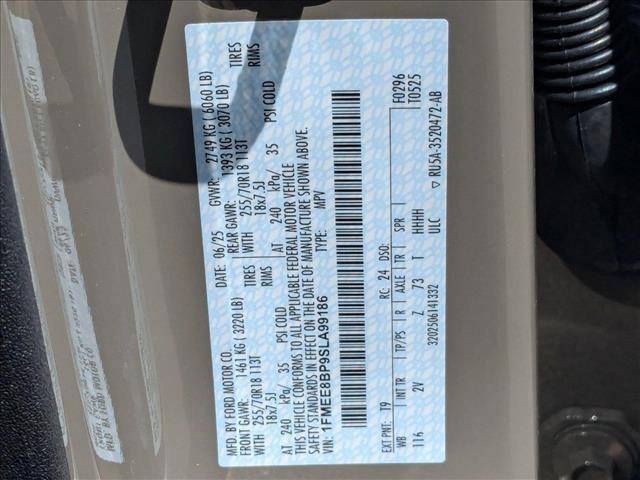 MFD. BY FORD MOTOR CO.
DATE: 06/25 GVWR: 2749 KG (6060 LB)
FRONT GAWR: 1461 KG (3220 LB) REAR GAWR: 1393 KG (3070 LB)
WITH 255/70R18 113T WITH 255/70R18 113T TIRES
18x7.5J 18x7.5J RIMS
AT 240 kPa/ 35 PSI COLD AT 240 kPa/ 35 PSI COLD
TIRES
RIMS
THIS VEHICLE CONFORMS TO ALL APPLICABLE FEDERAL MOTOR VEHICLE
SAFETY STANDARDS IN EFFECT ON THE DATE OF MANUFACTURE
VIN: 1FMEE8BP9SLA99186
TYPE: MPV
F0296
T0525
EXT PNT: T9 RC: 24 DSO:
WB INT TR TP/PS R AXLE TR SPR
116 2V Z 73 T HHHH
ULC
3202506141332
RU5A-3520472-AB